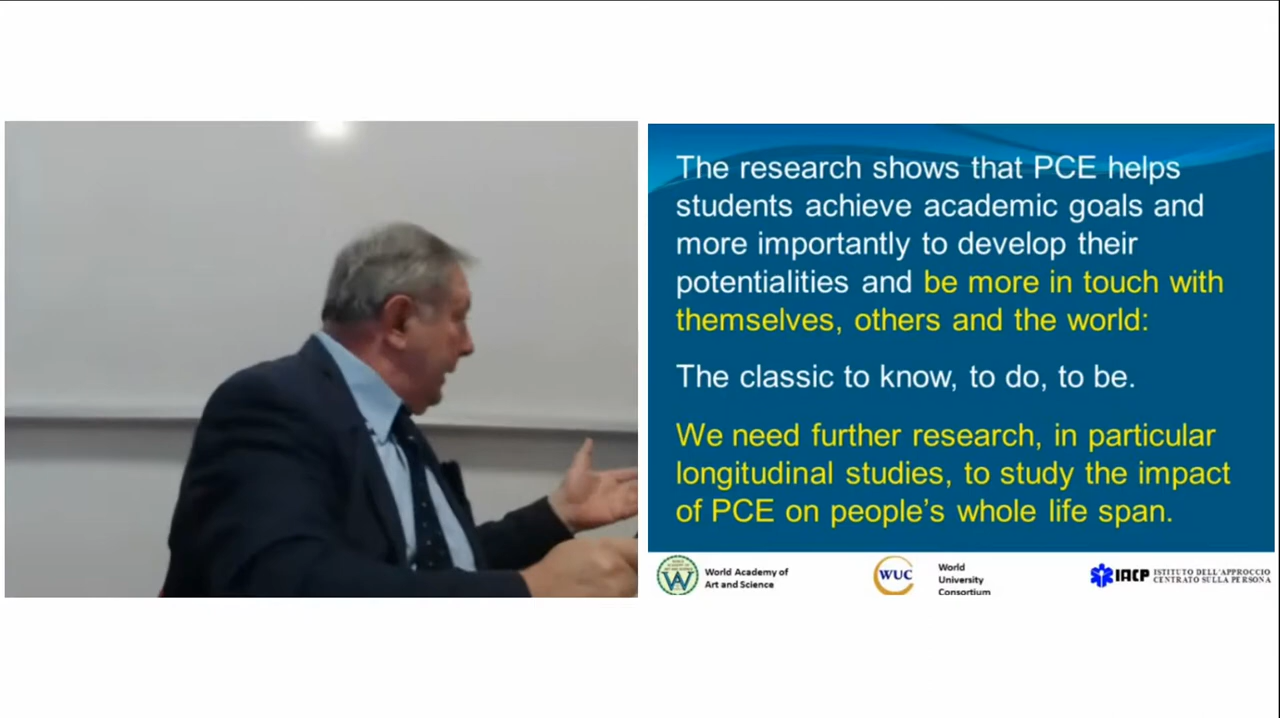 The research shows that PCE helps
students achieve academic goals and
more importantly to develop their
potentialities and be more in touch with
themselves, others and the world:
The classic to know, to do, to be.
We need further research, in particular
longitudinal studies, to study the impact
of PCE on people's whole life span.
World Academy of
Art and Science
WUC
World
University
Consortium
IACP
ISTITUTO DELL'APPROCCIO
CENTRATO SULLA PERSONA